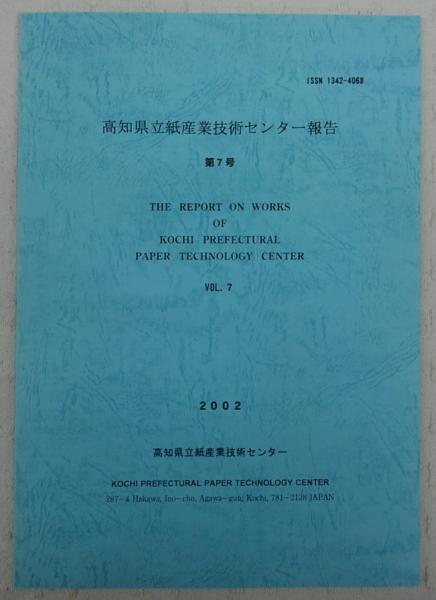 ISSN 1342-4068
高知県立紙産業技術センター報告
第7号
THE REPORT ON WORKS
OF
KOCHI PREFECTURAL
PAPER TECHNOLOGY CENTER
VOL. 7
2002
高知県立紙産業技術センター
KOCHI PREFECTURAL PAPER TECHNOLOGY CENTER
287-4 Hakawa, Ino-cho, Agawa-gun, Kochi, 781-2128 JAPAN